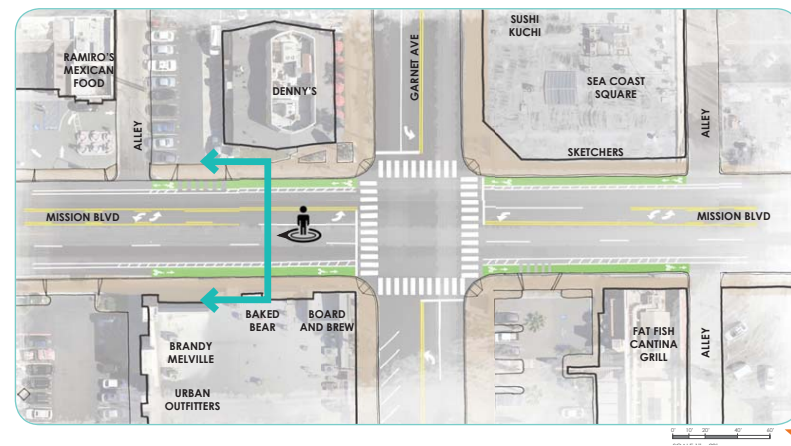 SUSHI
KUCHI
RAMIRO'S
MEXICAN
FOOD
DENNY'S
GARNET AVE
SEA COAST
SQUARE
ALLEY
ALLEY
SKETCHERS
MISSION BLVD
MISSION BLVD
BAKED
BEAR
BOARD
AND BREW
BRANDY
MELVILLE
FAT FISH
CANTINA
GRILL
ALLEY
URBAN
OUTFITTERS
0' 10' 20' 40' 60'